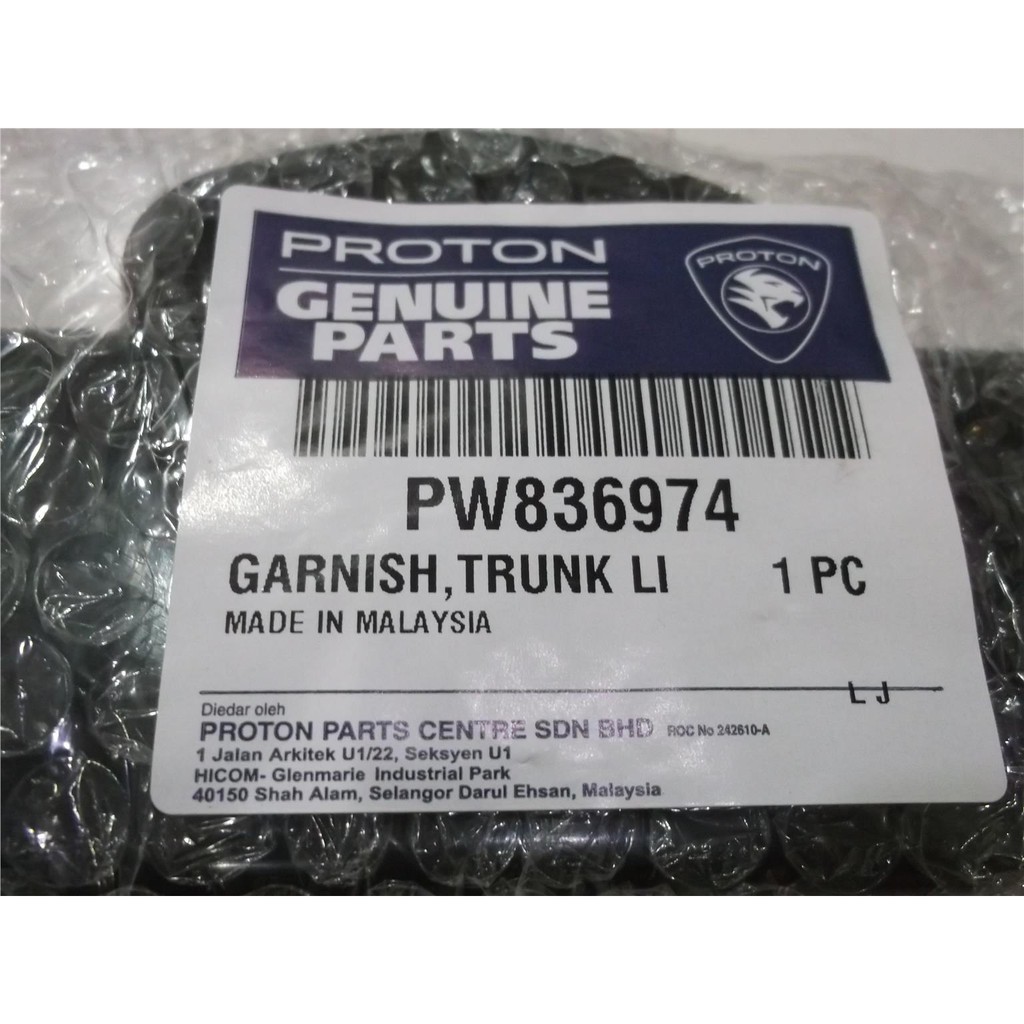 PROTON
GENUINE
PARTS
PROTON
PW836974
GARNISH,TRUNK LI 1 PC
MADE IN MALAYSIA
L J
Diedar oleh
PROTON PARTS CENTRE SDN BHD ROC No 242610-A
1 Jalan Arkitek U1/22, Seksyen U1
HICOM- Glenmarie Industrial Park
40150 Shah Alam, Selangor Darul Ehsan, Malaysia